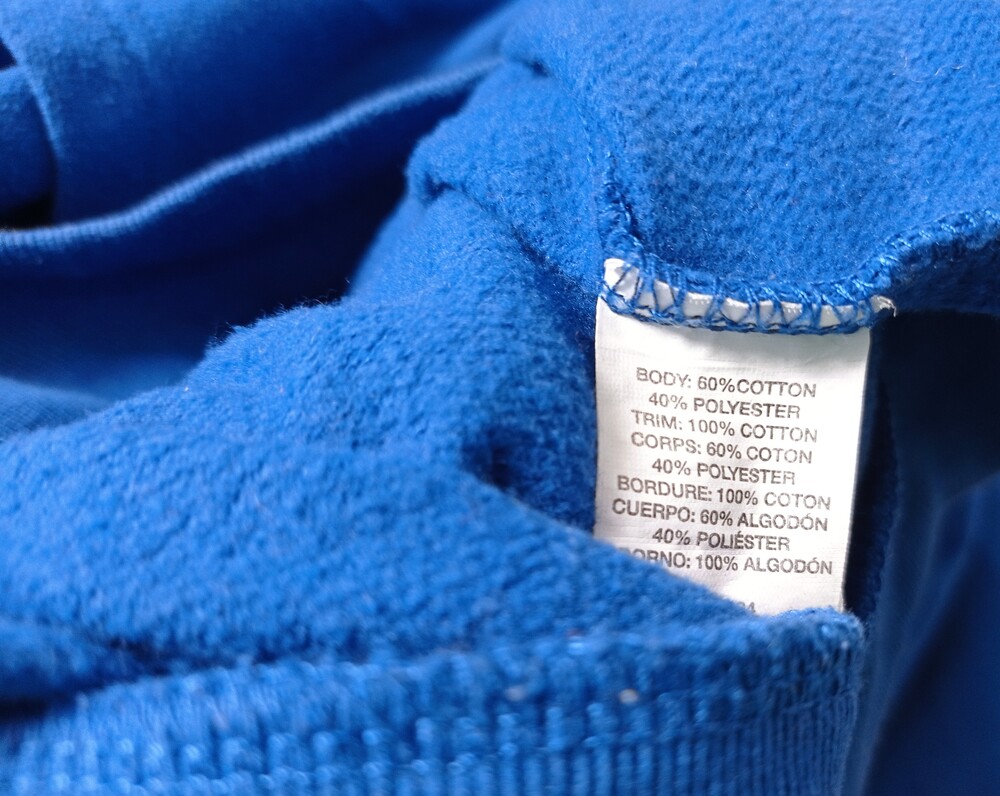 BODY: 60%COTTON
40% POLYESTER
TRIM: 100% COTTON
CORPS: 60% COTON
40% POLYESTER
BORDURE: 100% COTON
CUERPO: 60% ALGODÓN
40% POLIÉSTER
100% ALGODÓN